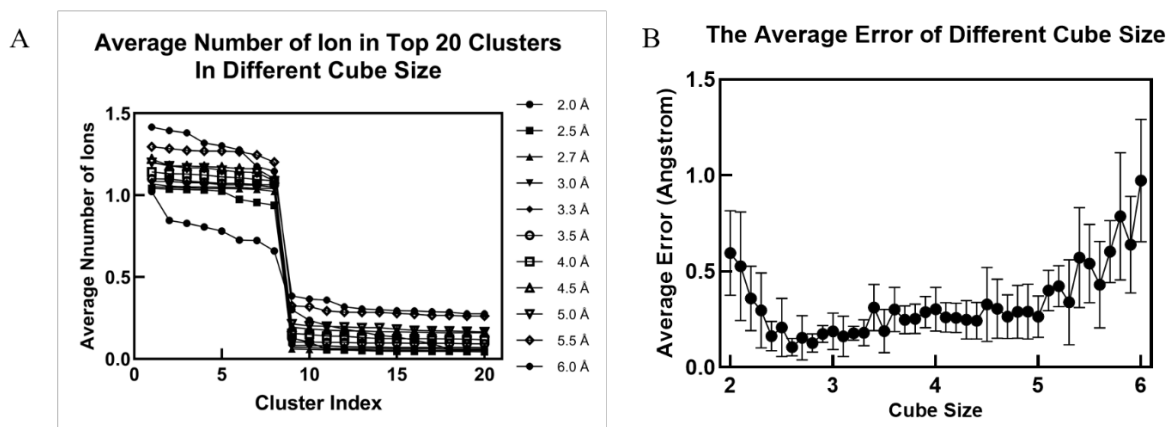 A
Average Number of Ion in Top 20 Clusters
In Different Cube Size
Average Nnumber of Ions
1.5
1.0
0.5
0.0
0
5
10
15
20
Cluster Index
2.0 Å
2.5 Å
2.7 Å
3.0 Å
3.3 Å
3.5 Å
4.0 Å
4.5 Å
5.0 Å
5.5 Å
6.0 Å
B
The Average Error of Different Cube Size
Average Error (Angstrom)
1.5
1.0
0.5
0.0
2
3
4
5
6
Cube Size